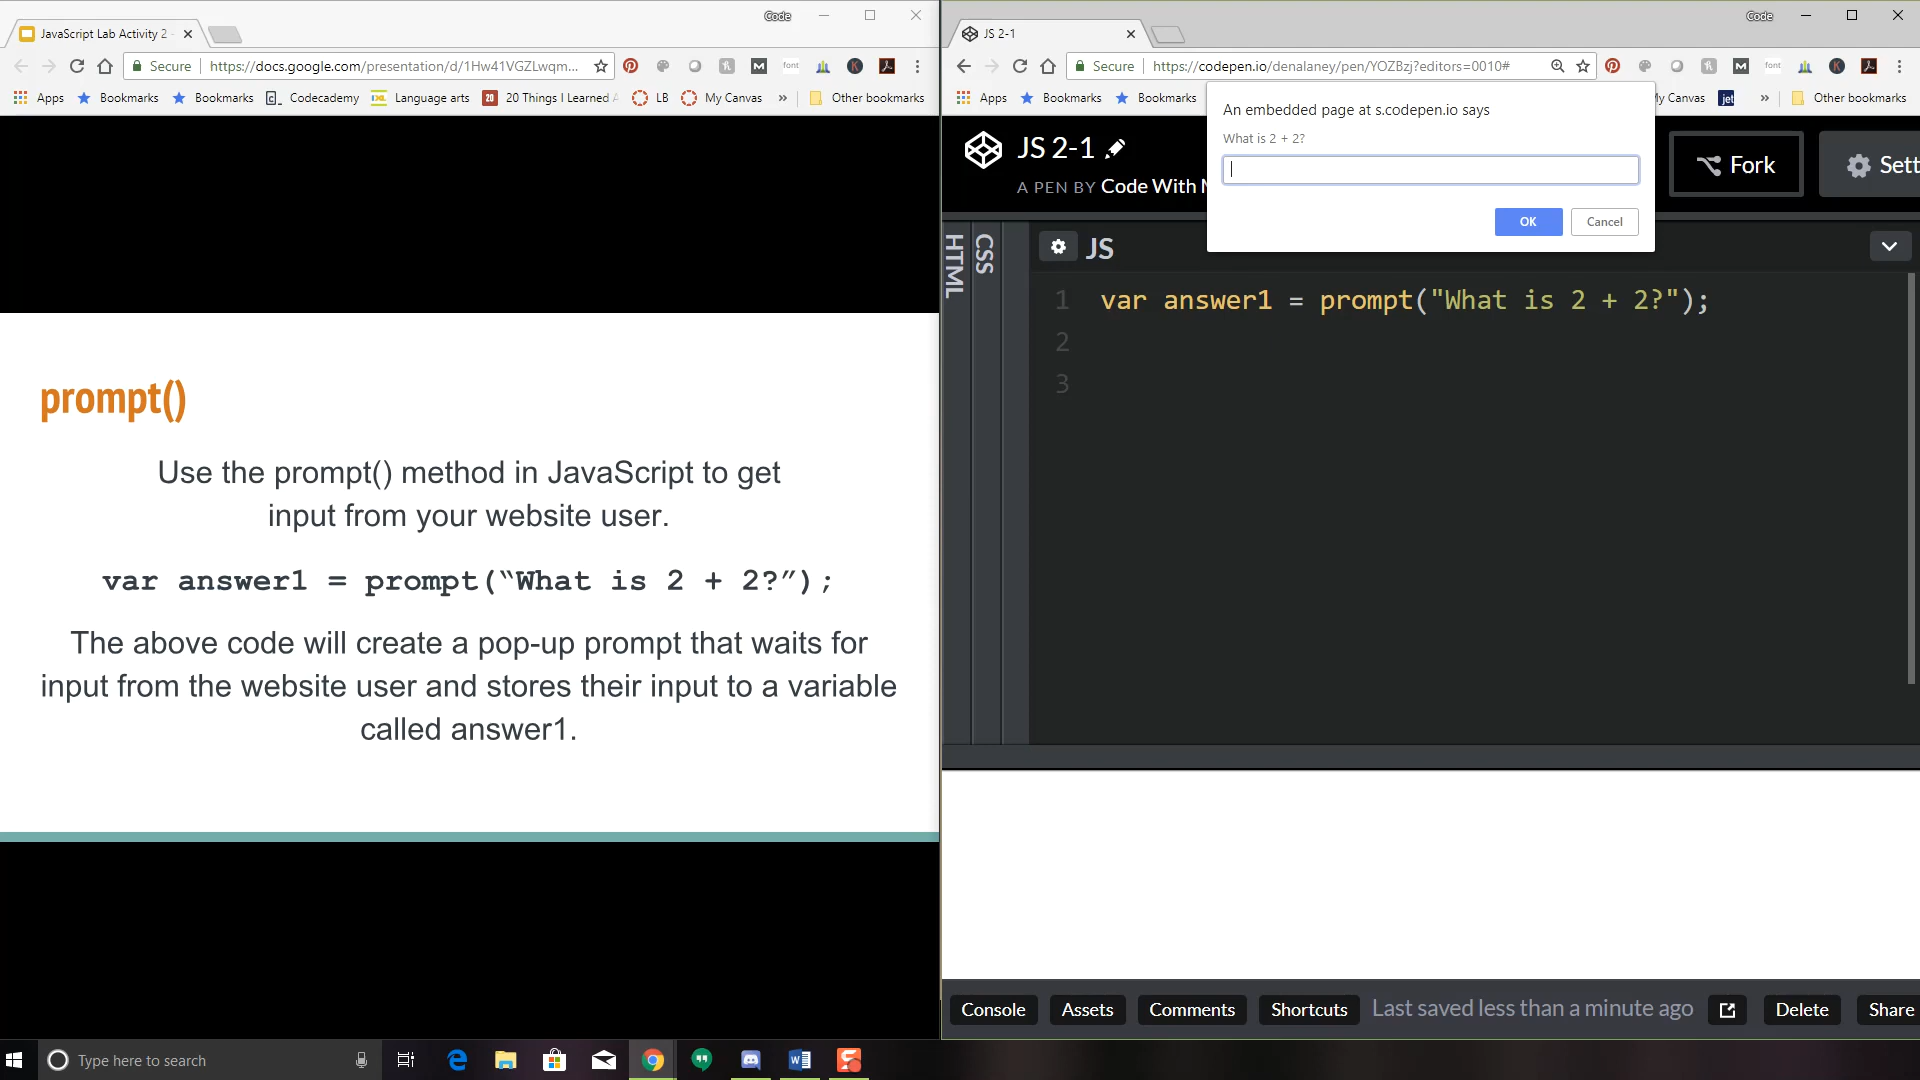 Code
JavaScript Lab Activity 2 -
Secure
https://docs.google.com/presentation/d/1Hw41VGZLwqm...
Apps Bookmarks Bookmarks Codecademy Language arts 20 Things I Learned LB My Canvas » Other bookmarks
prompt()
Use the prompt() method in JavaScript to get
input from your website user.
var answer1 = prompt(“What is 2 + 2?”);
The above code will create a pop-up prompt that waits for
input from the website user and stores their input to a variable
called answer1.
Code
JS 2-1
Secure
https://codepen.io/denalaney/pen/YOZBzj?editors=0010#
Apps Bookmarks Bookmarks My Canvas jet » Other bookmarks
An embedded page at s.codepen.io says
What is 2 + 2?
OK Cancel
JS 2-1
A PEN BY Code With
Fork
Sett
HTML
CSS
JS
1 var answer1 = prompt("What is 2 + 2?");
2
3
Console Assets Comments Shortcuts Last saved less than a minute ago Delete Share
Type here to search